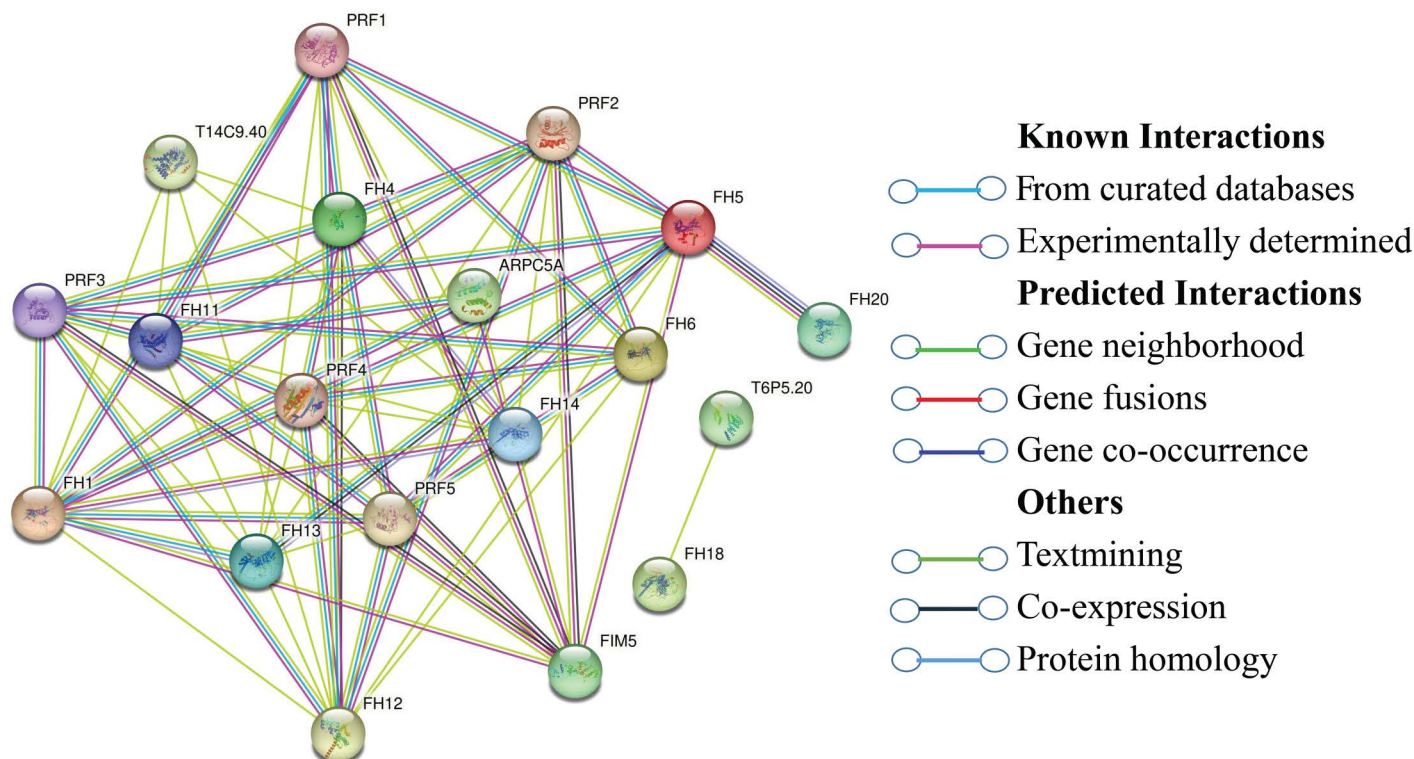 PRF1
PRF2
T14C9.40
FH4
FH5
ARPC5A
PRF3
FH11
FH6
FH20
PRF4
T6P5.20
FH14
FH1
PRF5
FH13
FH18
FIM5
FH12
Known Interactions
From curated databases
Experimentally determined
Predicted Interactions
Gene neighborhood
Gene fusions
Gene co-occurrence
Others
Textmining
Co-expression
Protein homology